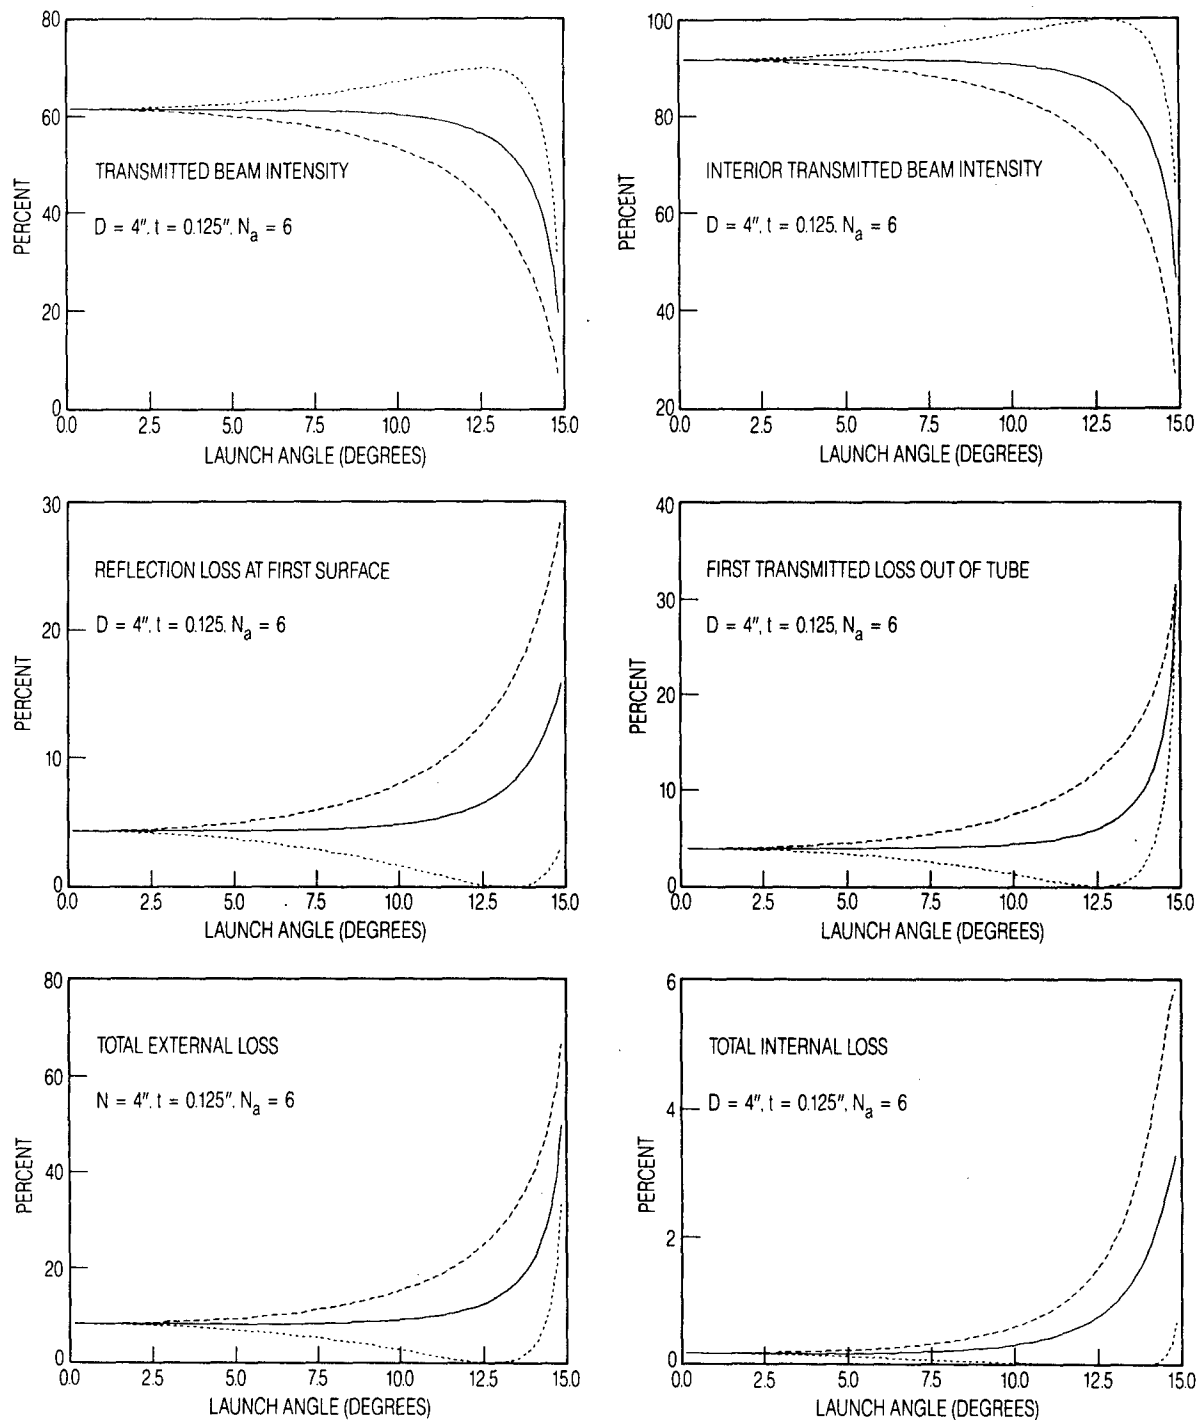 80
60
40
20
0
PERCENT
TRANSMITTED BEAM INTENSITY
D = 4", t = 0.125", Na = 6
0.0 2.5 5.0 7.5 10.0 12.5 15.0
LAUNCH ANGLE (DEGREES)
100
80
60
40
20
PERCENT
INTERIOR TRANSMITTED BEAM INTENSITY
D = 4", t = 0.125, Na = 6
0.0 2.5 5.0 7.5 10.0 12.5 15.0
LAUNCH ANGLE (DEGREES)
30
20
10
0
PERCENT
REFLECTION LOSS AT FIRST SURFACE
D = 4", t = 0.125, Na = 6
0.0 2.5 5.0 7.5 10.0 12.5 15.0
LAUNCH ANGLE (DEGREES)
40
30
20
10
0
PERCENT
FIRST TRANSMITTED LOSS OUT OF TUBE
D = 4", t = 0.125, Na = 6
0.0 2.5 5.0 7.5 10.0 12.5 15.0
LAUNCH ANGLE (DEGREES)
80
60
40
20
0
PERCENT
TOTAL EXTERNAL LOSS
N = 4", t = 0.125", Na = 6
0.0 2.5 5.0 7.5 10.0 12.5 15.0
LAUNCH ANGLE (DEGREES)
6
4
2
0
PERCENT
TOTAL INTERNAL LOSS
D = 4", t = 0.125", Na = 6
0.0 2.5 5.0 7.5 10.0 12.5 15.0
LAUNCH ANGLE (DEGREES)